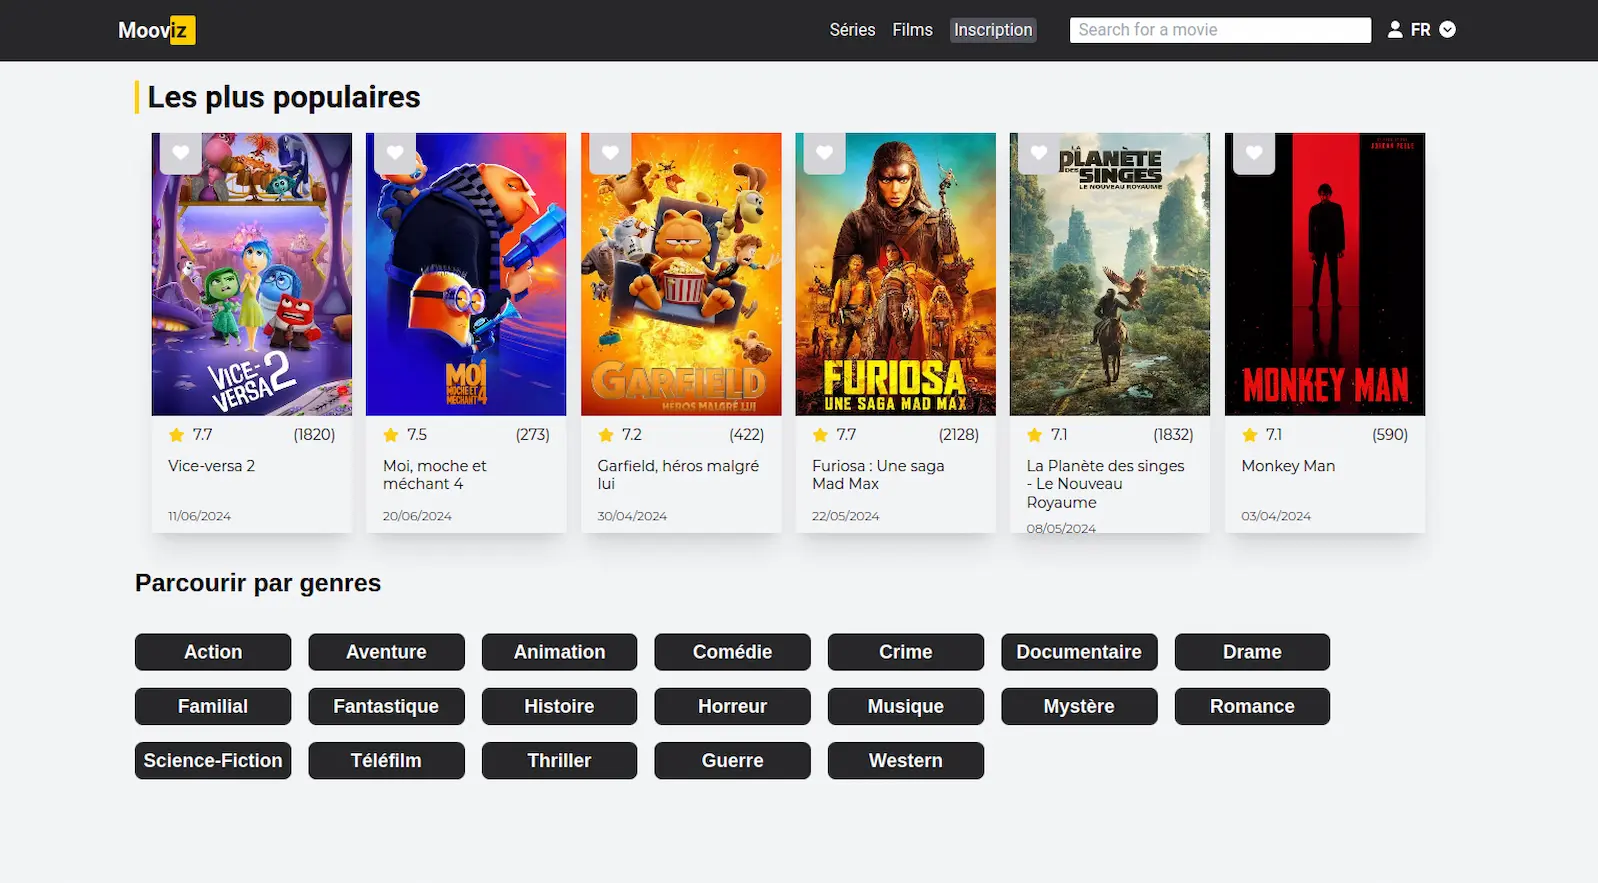 Mooviz
Séries Films Inscription Search for a movie FR
Les plus populaires
VICE-VERSA 2
MOI
MOCHE ET
MÉCHANT 4
GARFIELD
HÉROS MALGRÉ LUI
FURIOSA
UNE SAGA MAD MAX
LA PLANÈTE
DES SINGES
LE NOUVEAU ROYAUME
MONKEY MAN
7.7 (1820)
Vice-versa 2
11/06/2024
7.5 (273)
Moi, moche et
méchant 4
20/06/2024
7.2 (422)
Garfield, héros malgré
lui
30/04/2024
7.7 (2128)
Furiosa : Une saga
Mad Max
22/05/2024
7.1 (1832)
La Planète des singes
- Le Nouveau
Royaume
08/05/2024
7.1 (590)
Monkey Man
03/04/2024
Parcourir par genres
Action Aventure Animation Comédie Crime Documentaire Drame
Familial Fantastique Histoire Horreur Musique Mystère Romance
Science-Fiction Téléfilm Thriller Guerre Western